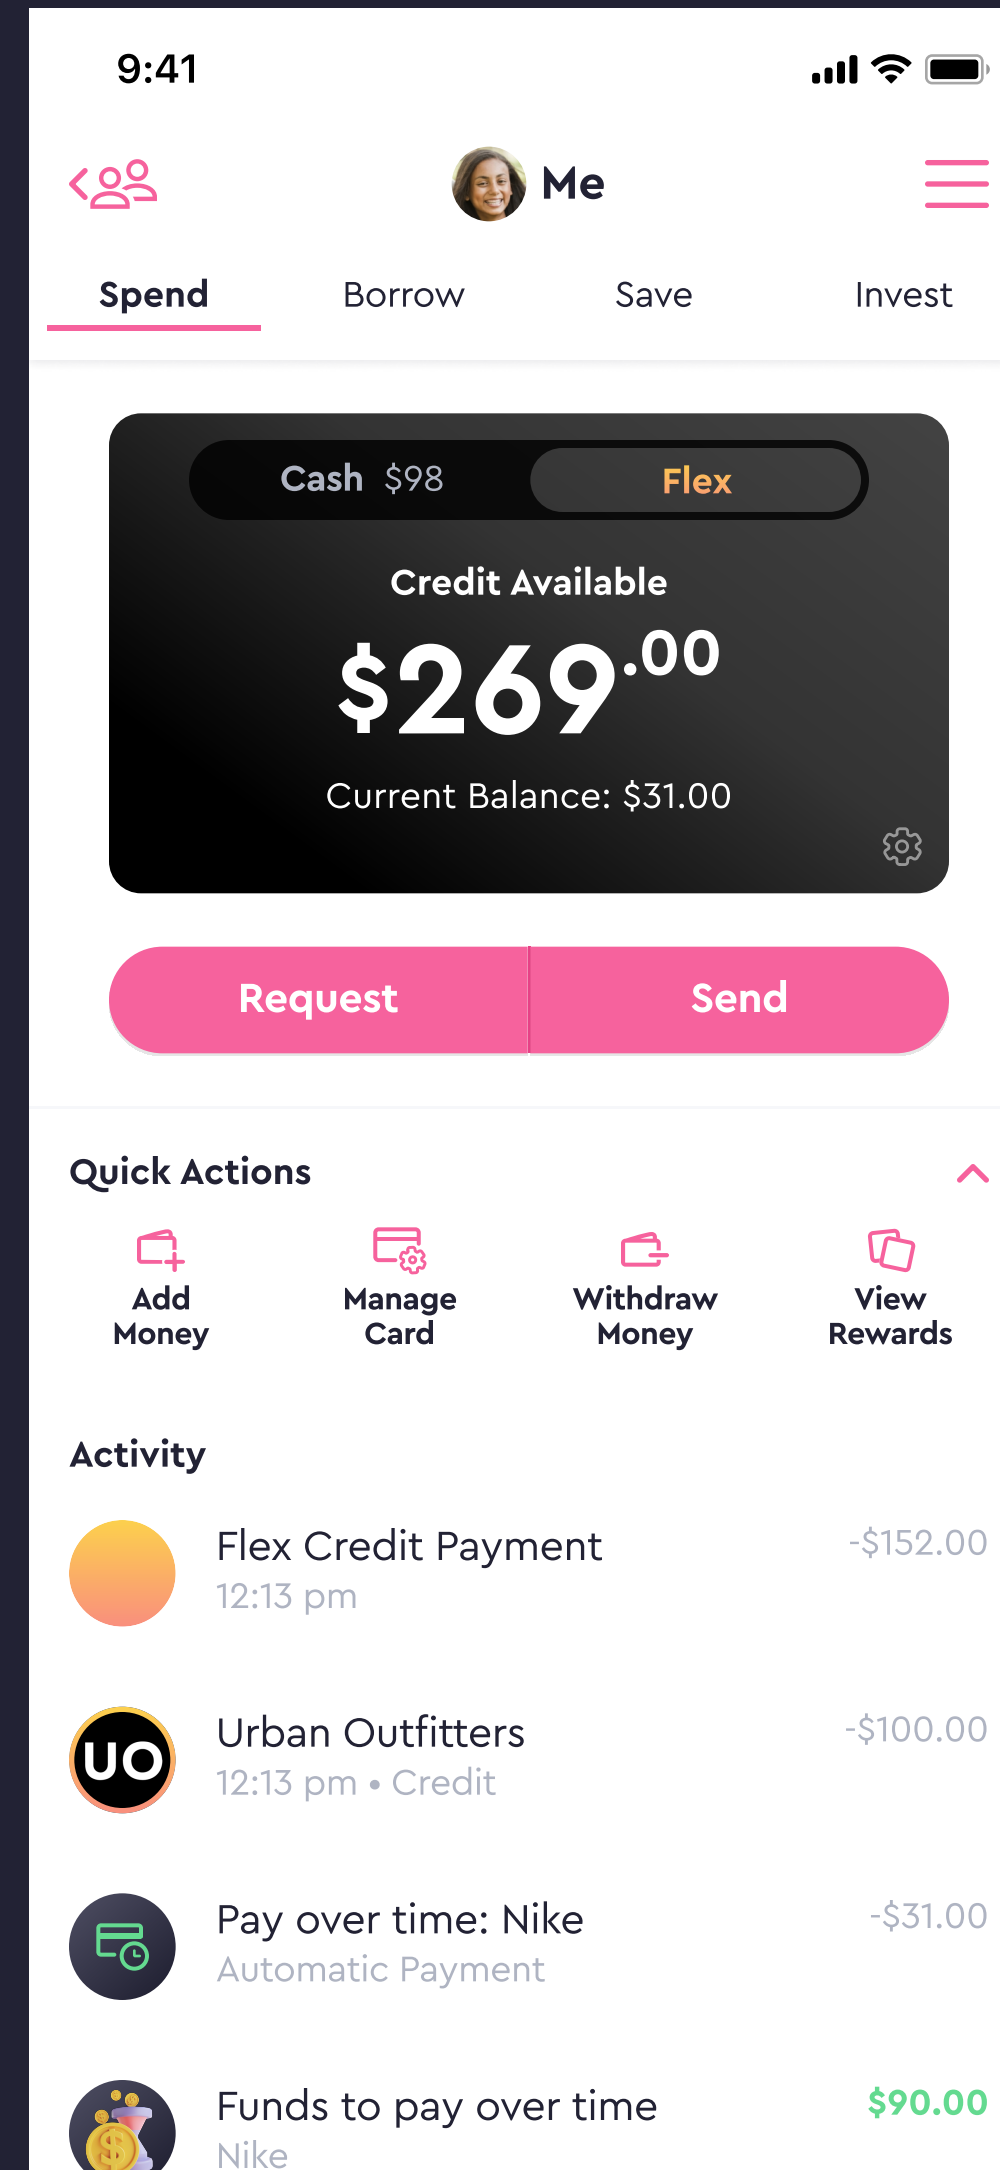 9:41
Me
Spend Borrow Save Invest
Cash $98 Flex
Credit Available
$269.00
Current Balance: $31.00
Request Send
Quick Actions
Add Money
Manage Card
Withdraw Money
View Rewards
Activity
Flex Credit Payment -$152.00
12:13 pm
UO
Urban Outfitters -$100.00
12:13 pm • Credit
Pay over time: Nike -$31.00
Automatic Payment
Funds to pay over time $90.00
Nike